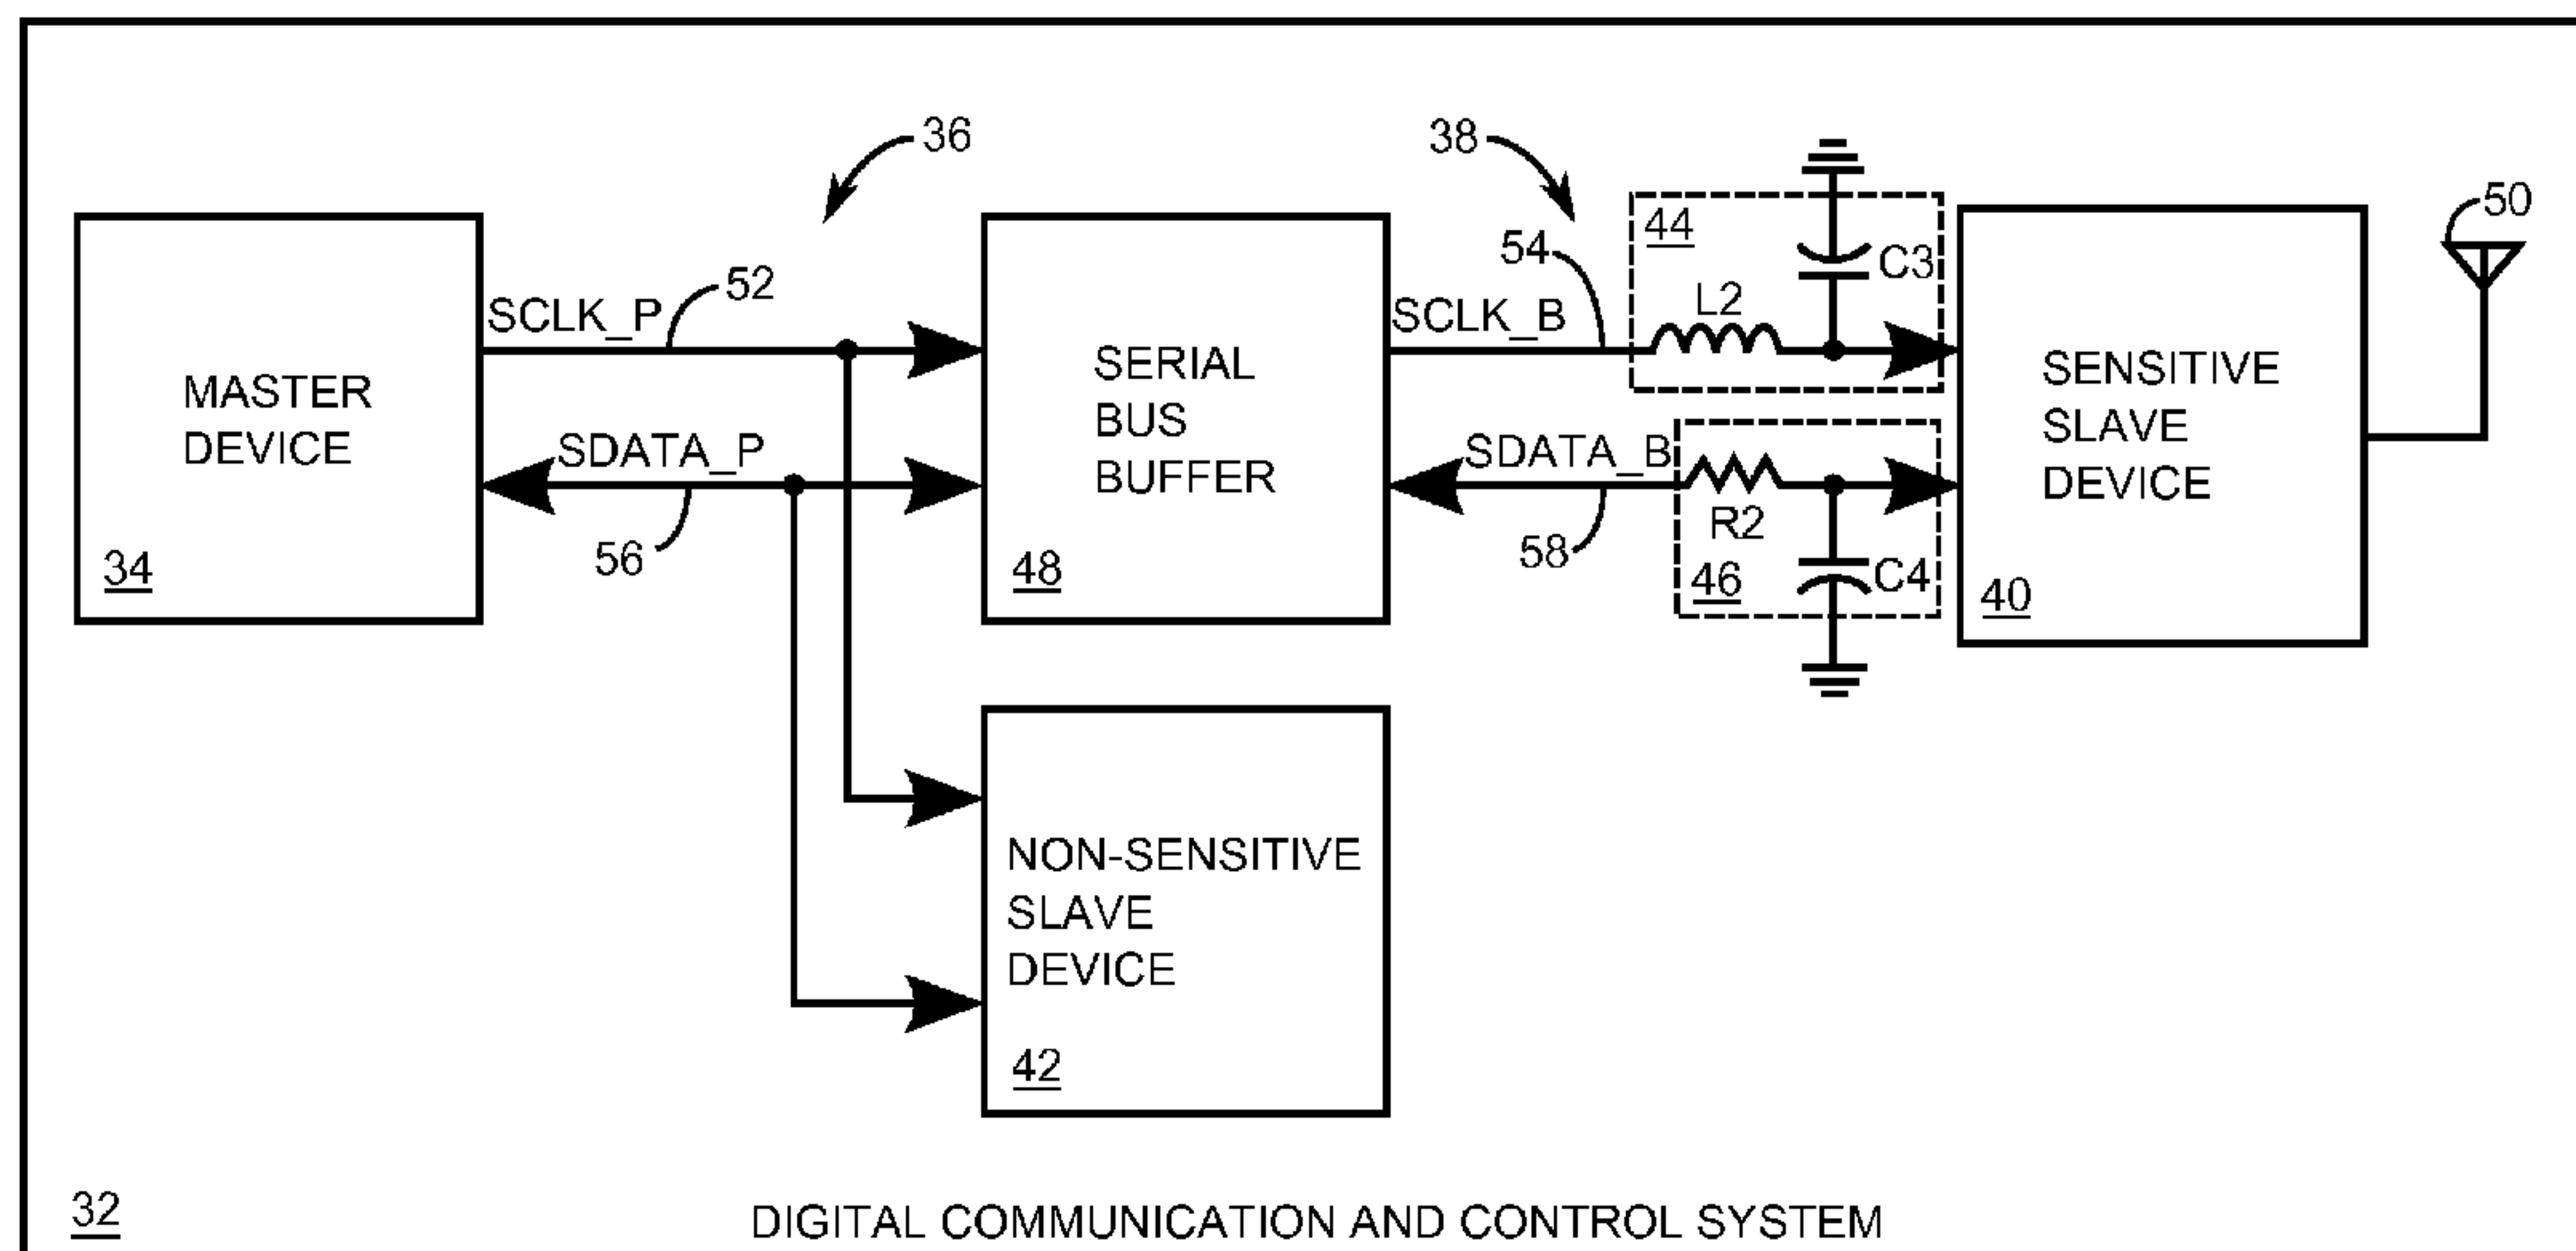 36
38
50
44
C3
54
52
SCLK_P
SCLK_B
L2
MASTER
DEVICE
SERIAL
BUS
BUFFER
SENSITIVE
SLAVE
DEVICE
SDATA_P
SDATA_B
R2
56
58
34
48
46
C4
40
NON-SENSITIVE
SLAVE
DEVICE
42
32
DIGITAL COMMUNICATION AND CONTROL SYSTEM